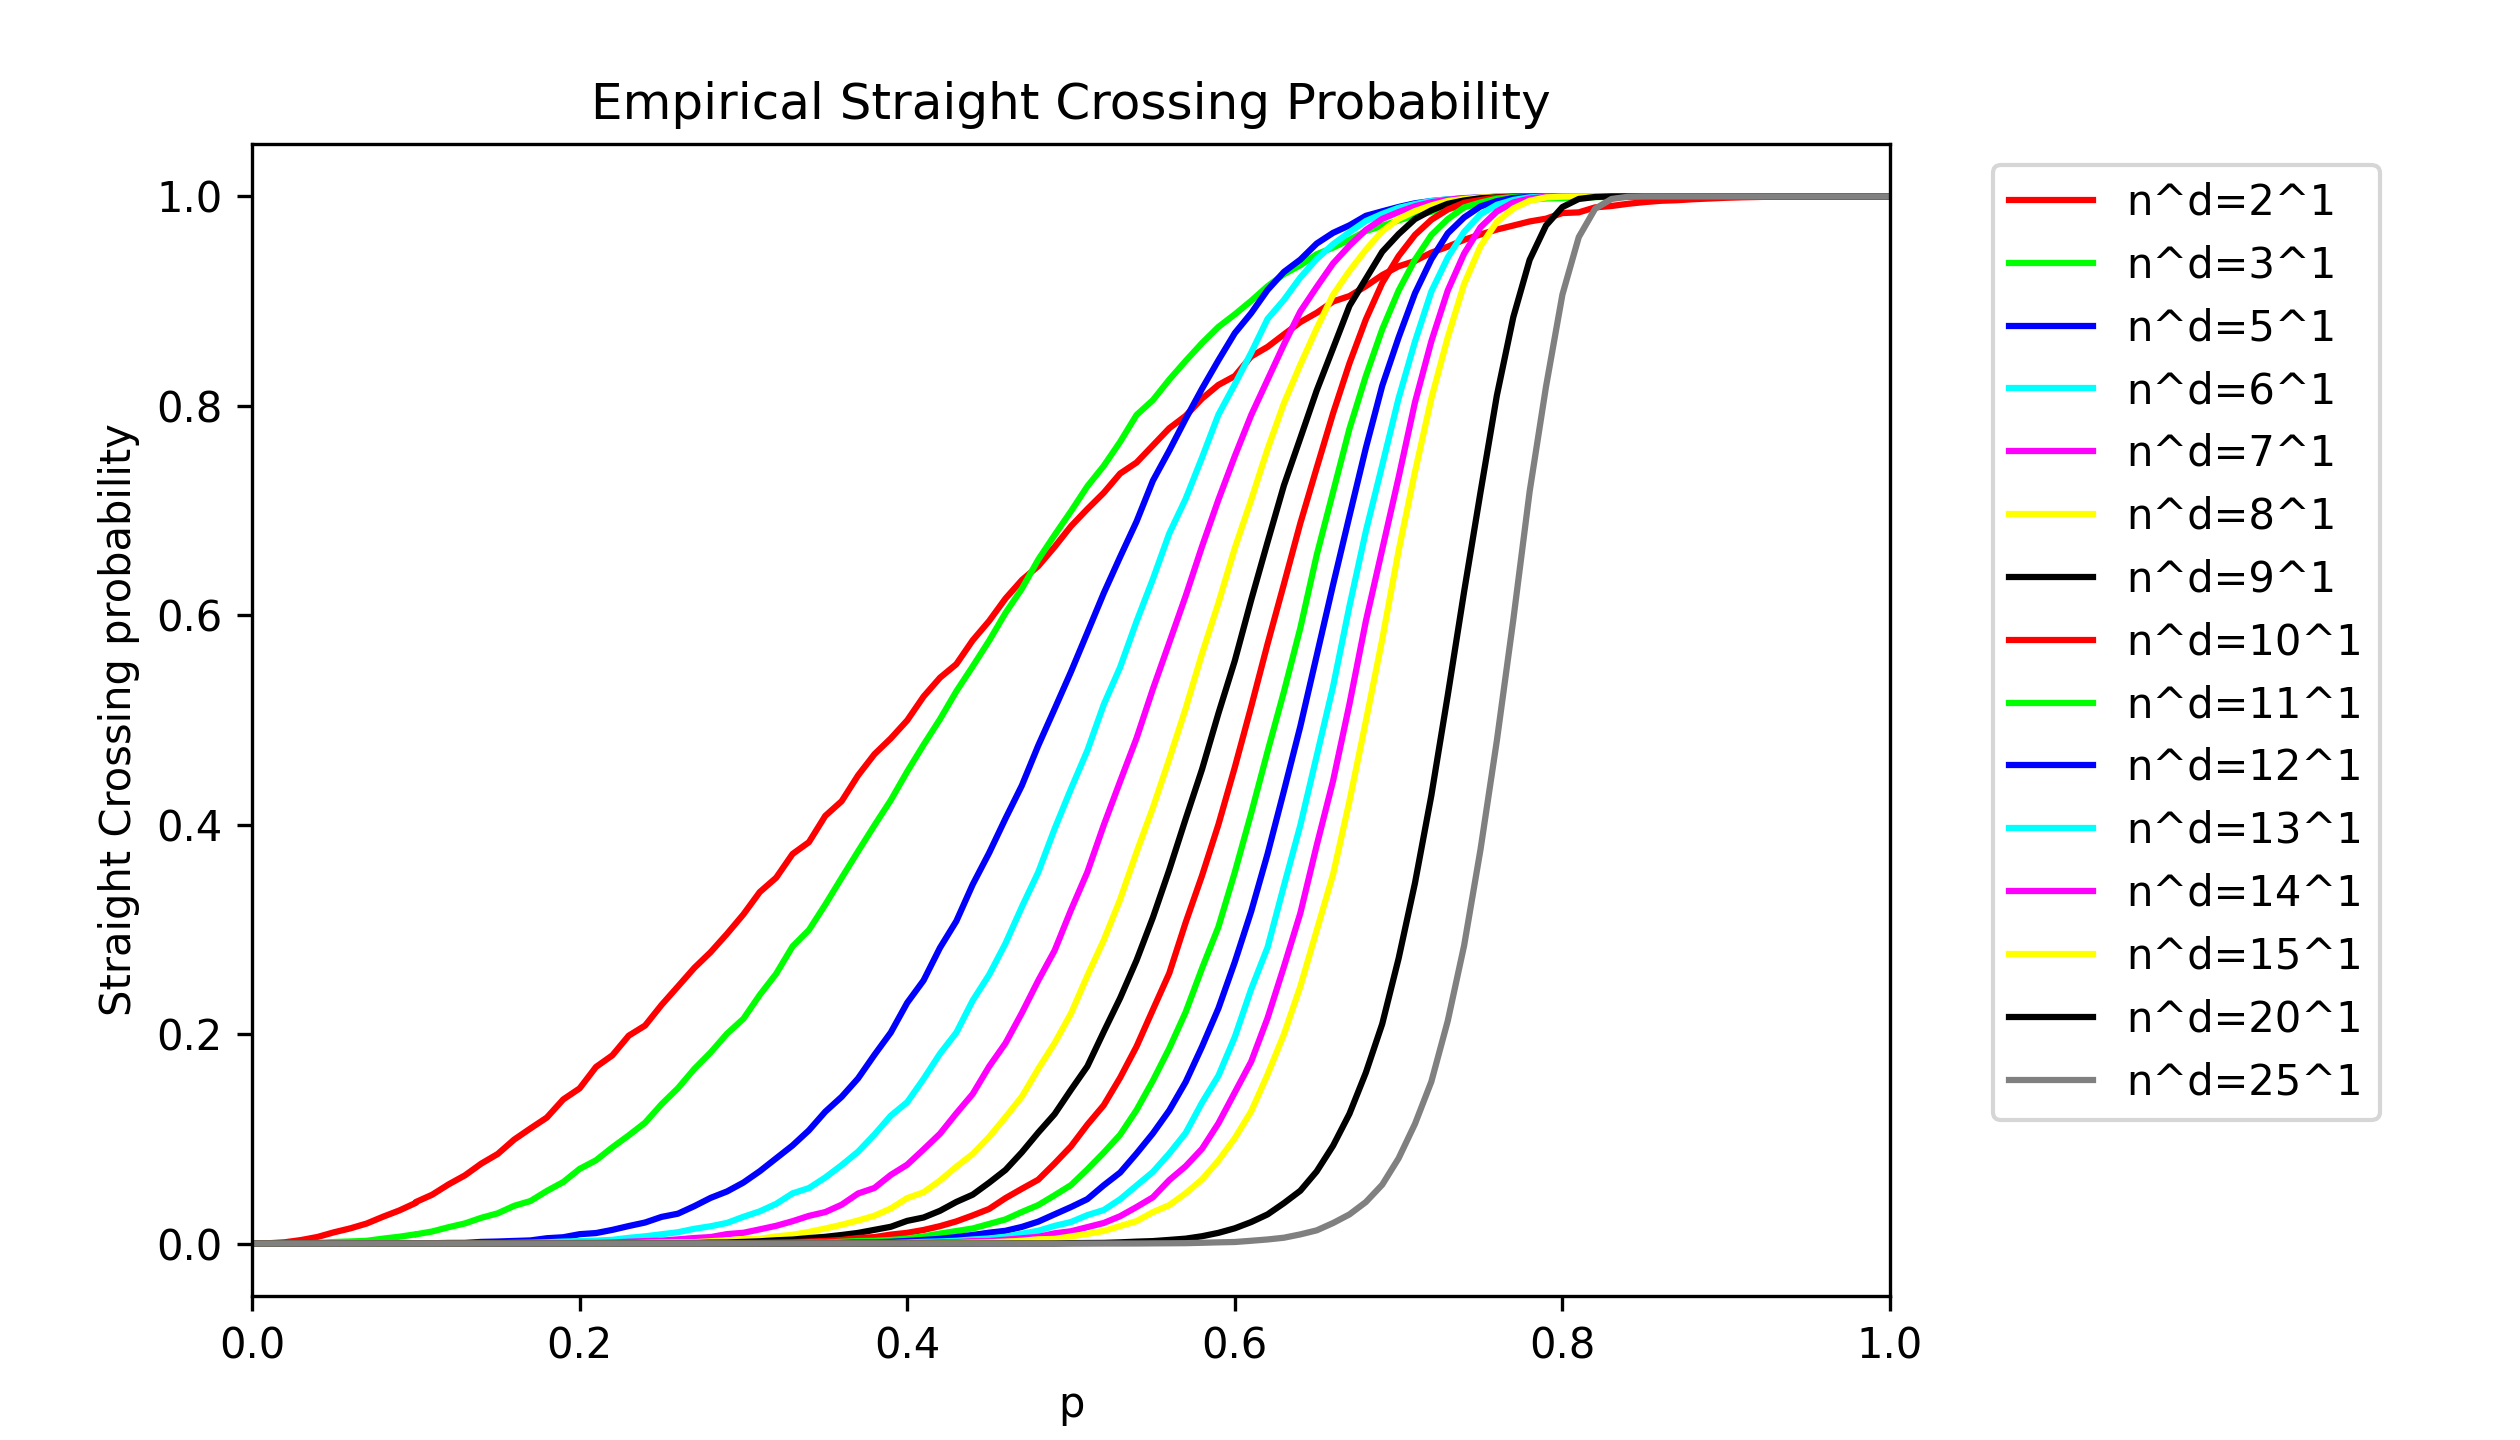 Empirical Straight Crossing Probability
Straight Crossing probability
1.0
0.8
0.6
0.4
0.2
0.0
0.0 0.2 0.4 0.6 0.8 1.0
p
n^d=2^1
n^d=3^1
n^d=5^1
n^d=6^1
n^d=7^1
n^d=8^1
n^d=9^1
n^d=10^1
n^d=11^1
n^d=12^1
n^d=13^1
n^d=14^1
n^d=15^1
n^d=20^1
n^d=25^1